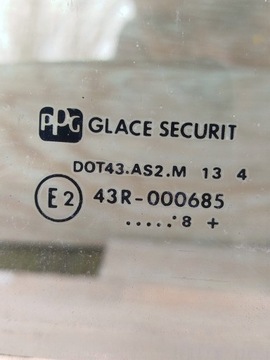 PPG GLACE SECURIT
DOT43.AS2.M 13 4
E2 43R-000685
.....8 +